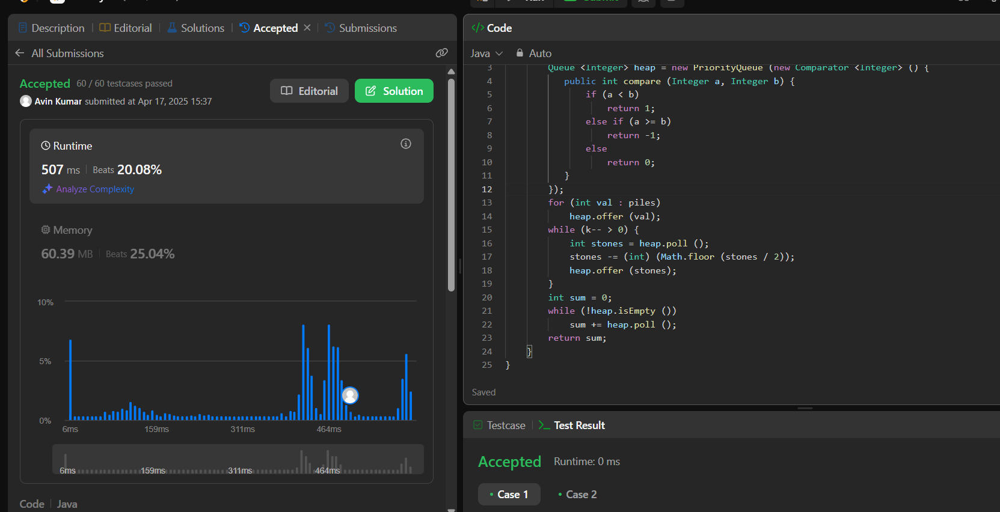 Description | Editorial | Solutions | Accepted × | Submissions
← All Submissions
Accepted 60 / 60 testcases passed
Avin Kumar submitted at Apr 17, 2025 15:37
Editorial
Solution
Runtime
507 ms | Beats 20.08%
Analyze Complexity
Memory
60.39 MB | Beats 25.04%
10%
5%
0%
6ms 159ms 311ms 464ms
6ms 159ms 311ms 464ms
Code | Java
</> Code
Java Auto
3 Queue <Integer> heap = new PriorityQueue (new Comparator <Integer> () {
4 public int compare (Integer a, Integer b) {
5 if (a < b)
6 return 1;
7 else if (a >= b)
8 return -1;
9 else
10 return 0;
11 }
12 });
13 for (int val : piles)
14 heap.offer (val);
15 while (k-- > 0) {
16 int stones = heap.poll ();
17 stones -= (int) (Math.floor (stones / 2));
18 heap.offer (stones);
19 }
20 int sum = 0;
21 while (!heap.isEmpty ())
22 sum += heap.poll ();
23 return sum;
24 }
25 }
Saved
Testcase | >_ Test Result
Accepted Runtime: 0 ms
• Case 1 • Case 2